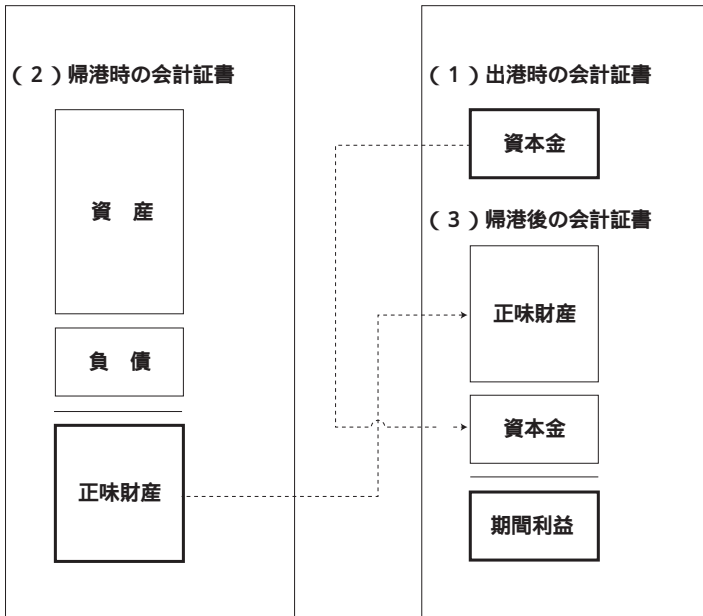 (2)帰港時の会計証書
資 産
負 債
正味財産
(1)出港時の会計証書
資本金
(3)帰港後の会計証書
正味財産
資本金
期間利益